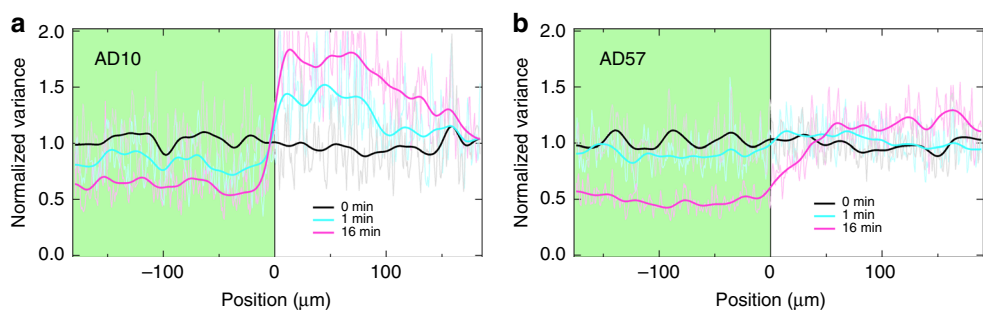 a
AD10
Normalized variance
2.0
1.5
1.0
0.5
0.0
0 min
1 min
16 min
−100
0
100
Position (μm)
b
AD57
Normalized variance
2.0
1.5
1.0
0.5
0.0
0 min
1 min
16 min
−100
0
100
Position (μm)